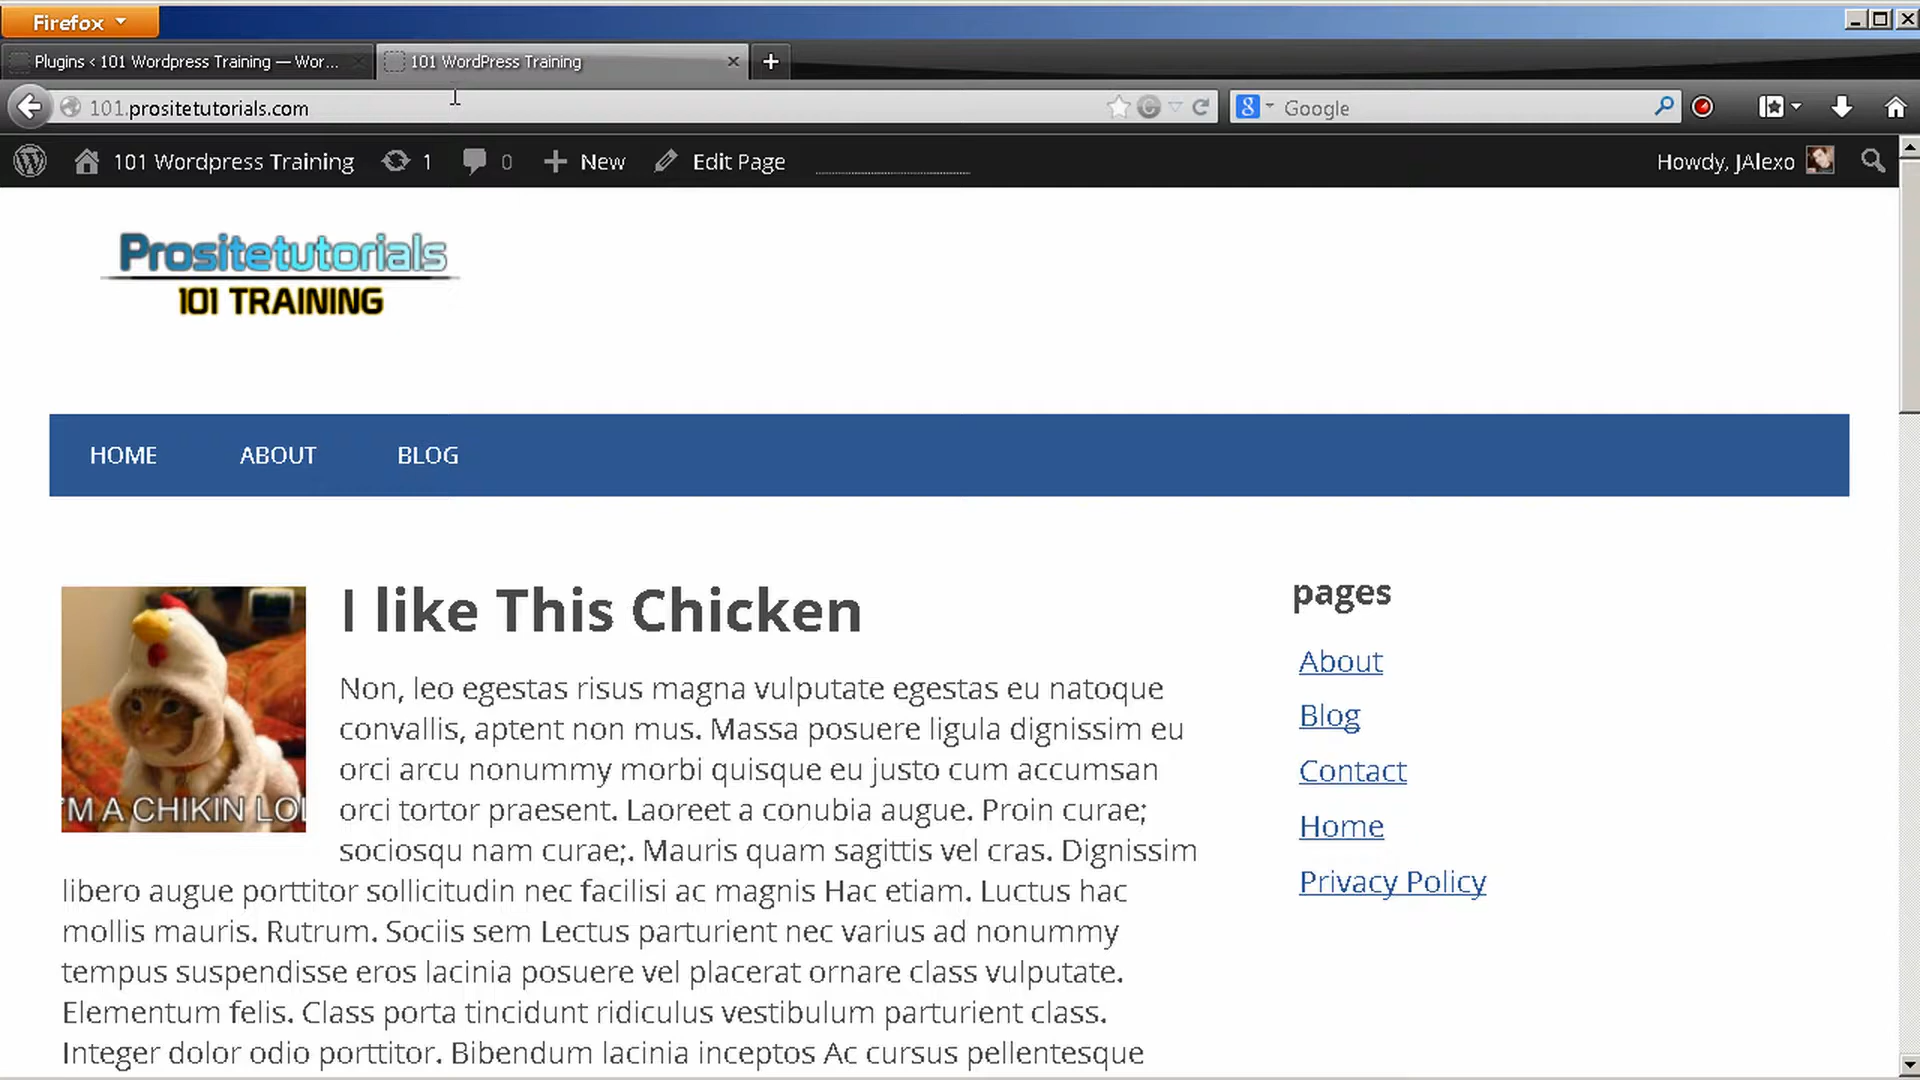 Firefox
Plugins < 101 Wordpress Training — Wor...
101 WordPress Training
101.prositetutorials.com
Google
101 Wordpress Training
1
0
New
Edit Page
Howdy, JAlexo
Prositetutorials
101 TRAINING
HOME
ABOUT
BLOG
I like This Chicken
Non, leo egestas risus magna vulputate egestas eu natoque
convallis, aptent non mus. Massa posuere ligula dignissim eu
orci arcu nonummy morbi quisque eu justo cum accumsan
orci tortor praesent. Laoreet a conubia augue. Proin curae;
sociosqu nam curae;. Mauris quam sagittis vel cras. Dignissim
libero augue porttitor sollicitudin nec facilisi ac magnis Hac etiam. Luctus hac
mollis mauris. Rutrum. Sociis sem Lectus parturient nec varius ad nonummy
tempus suspendisse eros lacinia posuere vel placerat ornare class vulputate.
Elementum felis. Class porta tincidunt ridiculus vestibulum parturient class.
Integer dolor odio porttitor. Bibendum lacinia inceptos Ac cursus pellentesque
'M A CHIKIN LOL
pages
About
Blog
Contact
Home
Privacy Policy